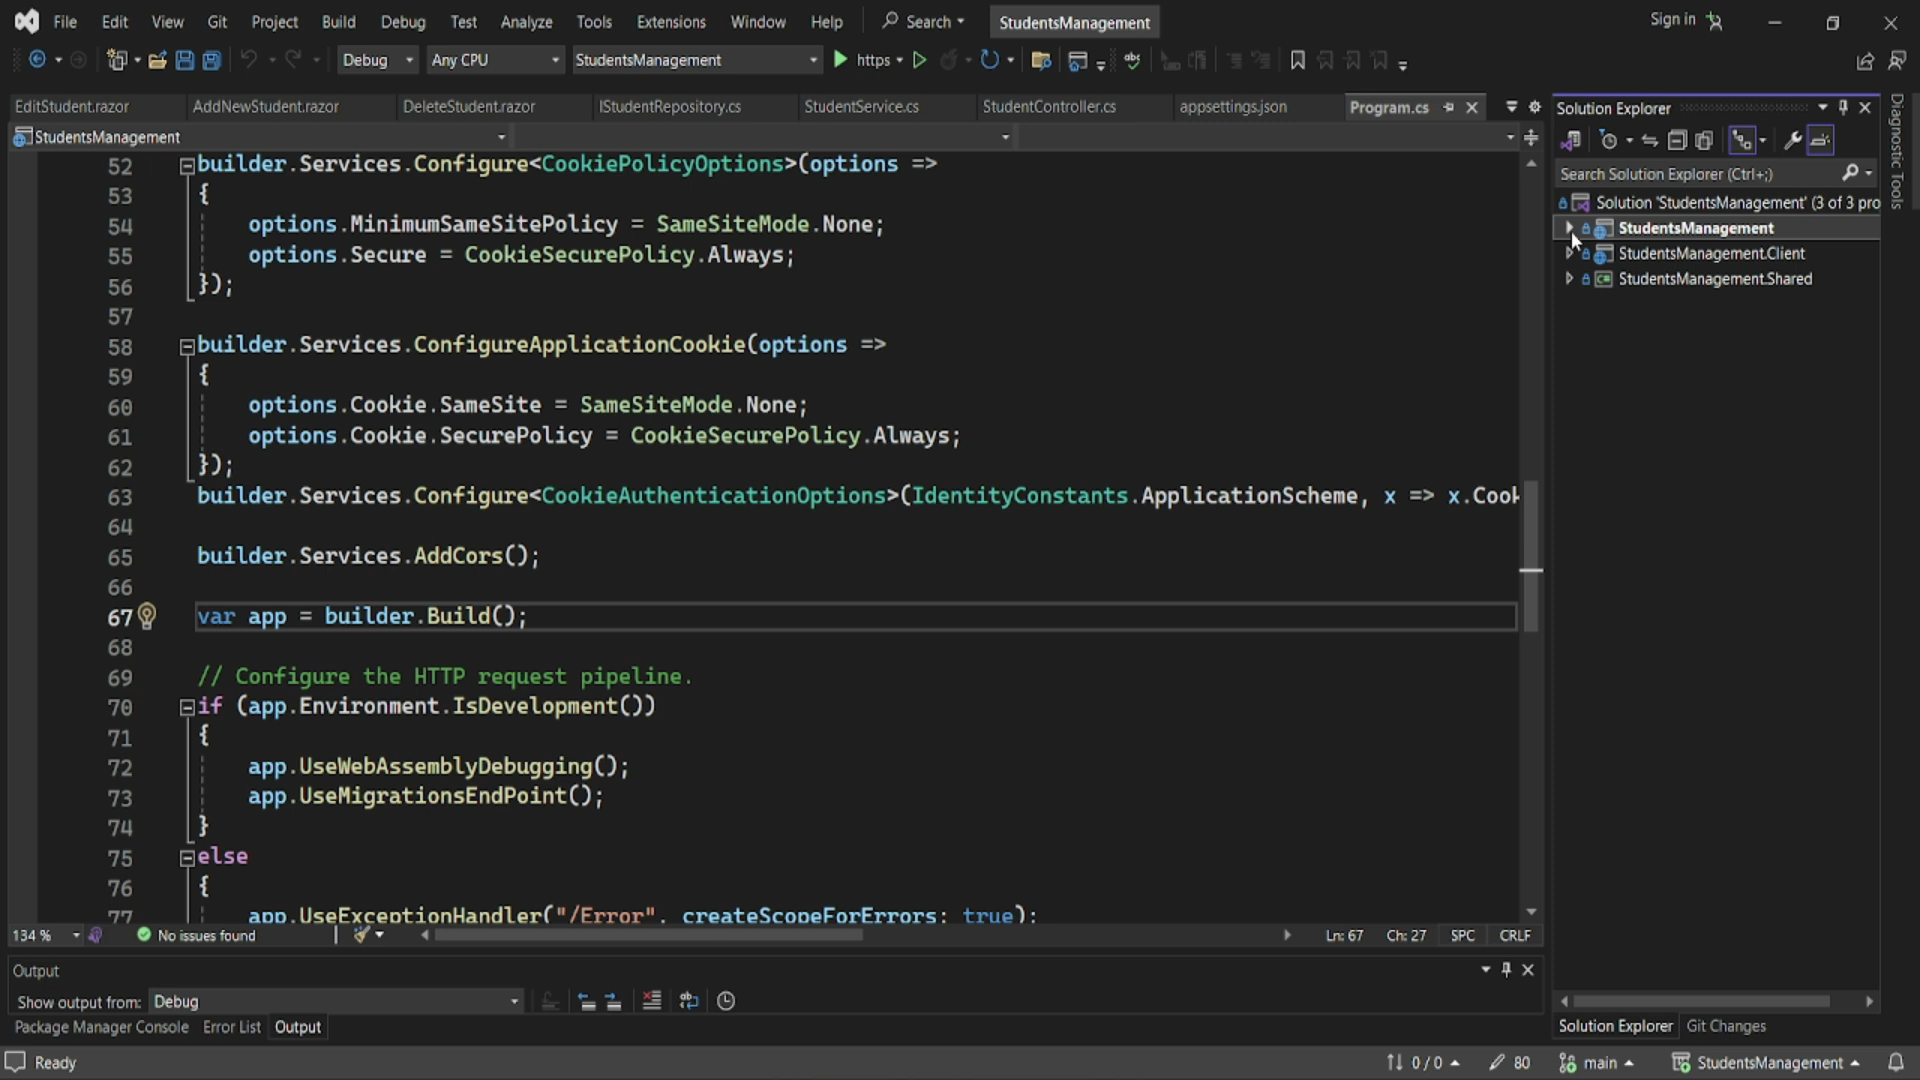 File Edit View Git Project Build Debug Test Analyze Tools Extensions Window Help Search StudentsManagement Sign in
Debug Any CPU StudentsManagement https
EditStudent.razor AddNewStudent.razor DeleteStudent.razor IStudentRepository.cs StudentService.cs StudentController.cs appsettings.json Program.cs
StudentsManagement
52 builder.Services.Configure<CookiePolicyOptions>(options =>
53 {
54 options.MinimumSameSitePolicy = SameSiteMode.None;
55 options.Secure = CookieSecurePolicy.Always;
56 });
57
58 builder.Services.ConfigureApplicationCookie(options =>
59 {
60 options.Cookie.SameSite = SameSiteMode.None;
61 options.Cookie.SecurePolicy = CookieSecurePolicy.Always;
62 });
63 builder.Services.Configure<CookieAuthenticationOptions>(IdentityConstants.ApplicationScheme, x => x.Cook
64
65 builder.Services.AddCors();
66
67 var app = builder.Build();
68
69 // Configure the HTTP request pipeline.
70 if (app.Environment.IsDevelopment())
71 {
72 app.UseWebAssemblyDebugging();
73 app.UseMigrationsEndPoint();
74 }
75 else
76 {
77 app.UseExceptionHandler("/Error", createScopeForErrors: true);
134 % No issues found Ln: 67 Ch: 27 SPC CRLF
Output
Show output from: Debug
Package Manager Console Error List Output
Solution Explorer
Search Solution Explorer (Ctrl+;)
Solution 'StudentsManagement' (3 of 3 pro
StudentsManagement
StudentsManagement.Client
StudentsManagement.Shared
Solution Explorer Git Changes
Diagnostic Tools
Ready 0 / 0 80 main StudentsManagement